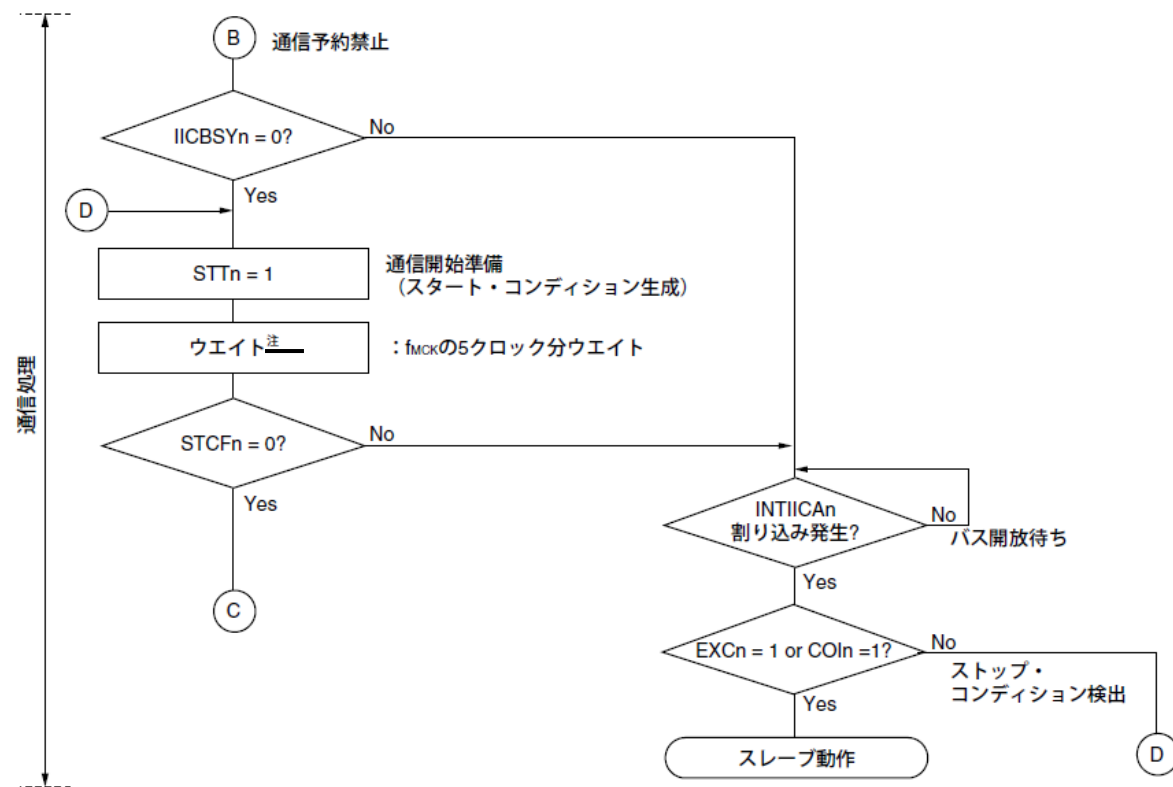 B 通信予約禁止
IICBSYn = 0?
No
Yes
D
STTn = 1
通信開始準備
（スタート・コンディション生成）
ウエイト注
：fMCKの5クロック分ウエイト
STCFn = 0?
No
Yes
C
INTIICAn
割り込み発生?
No
バス開放待ち
Yes
EXCn = 1 or COIn =1?
No
ストップ・
コンディション検出
Yes
スレーブ動作
D
通信処理